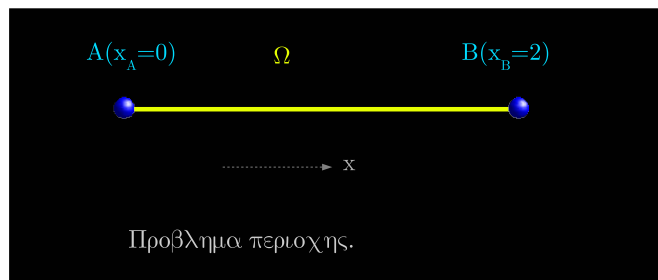 A(x_A=0) Ω B(x_B=2)
x
Προβλημα περιοχης.